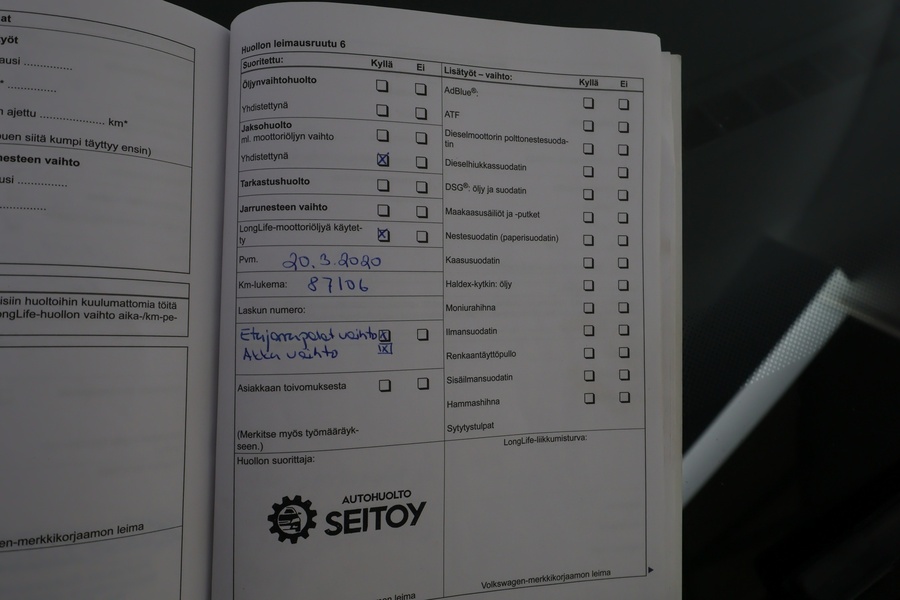 at
yöt
ausi ...............
* ...............
n ajettu .................... km*
puen siitä kumpi täyttyy ensin)
nesteen vaihto
usi ...............
...............
isiin huoltoihin kuulumattomia töitä
ongLife-huollon vaihto aika-/km-pe-
en-merkkikorjaamon leima
Huollon leimausruutu 6
Suoritettu: Kyllä Ei
Öljynvaihtohuolto
Yhdistettynä
Jaksohuolto
ml. moottoriöljyn vaihto
Yhdistettynä
Tarkastushuolto
Jarrunesteen vaihto
LongLife-moottoriöljyä käytet-
ty
Pvm. 20.3.2020
Km-lukema: 87106
Laskun numero:
Etujarrupalat vaihto
Akku vaihto
Asiakkaan toivomuksesta
(Merkitse myös työmääräyk-
seen.)
Huollon suorittaja:
AUTOHUOLTO
SEITOY
mon leima
Lisätyöt – vaihto: Kyllä Ei
AdBlue®:
ATF
Dieselmoottorin polttonestesuoda-
tin
Dieselhiukkassuodatin
DSG®: öljy ja suodatin
Maakaasusäiliöt ja -putket
Nestesuodatin (paperisuodatin)
Kaasusuodatin
Haldex-kytkin: öljy
Moniurahihna
Ilmansuodatin
Renkaantäyttöpullo
Sisäilmansuodatin
Hammashihna
Sytytystulpat
LongLife-liikkumisturva:
Volkswagen-merkkikorjaamon leima